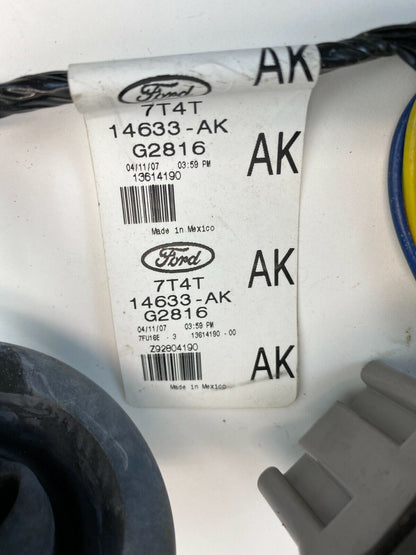 AK
Ford
7T4T
14633-AK
G2816
04/11/07 03:59 PM
13614190
AK
Made in Mexico
Ford
7T4T
AK
14633-AK
G2816
04/11/07 03:59 PM
7FU16E - 3 13614190 - 00
Z92804190
AK
Made in Mexico